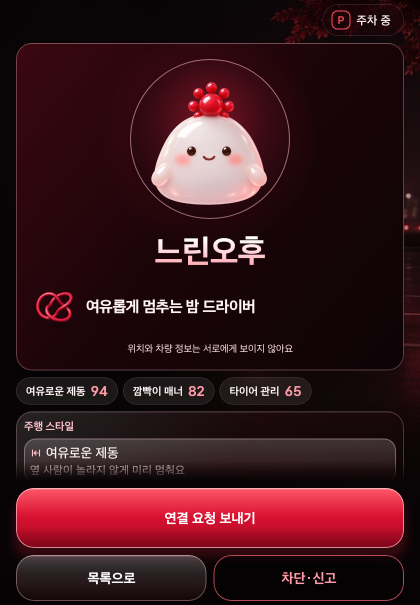 P 주차 중
느린오후
여유롭게 멈추는 밤 드라이버
위치와 차량 정보는 서로에게 보이지 않아요
여유로운 제동 94 깜빡이 매너 82 타이어 관리 65
주행 스타일
여유로운 제동
옆 사람이 놀라지 않게 미리 멈춰요
연결 요청 보내기
목록으로 차단·신고